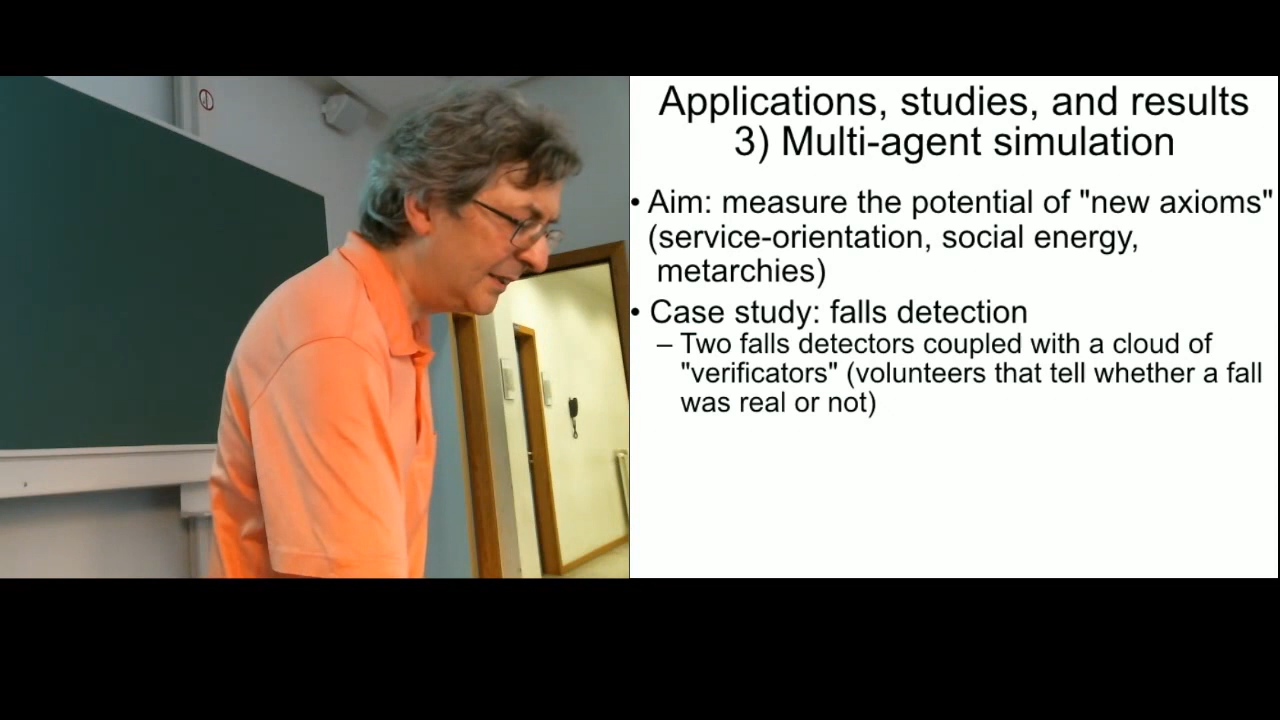 Applications, studies, and results
3) Multi-agent simulation
• Aim: measure the potential of "new axioms"
(service-orientation, social energy,
metarchies)
• Case study: falls detection
– Two falls detectors coupled with a cloud of
"verificators" (volunteers that tell whether a fall
was real or not)